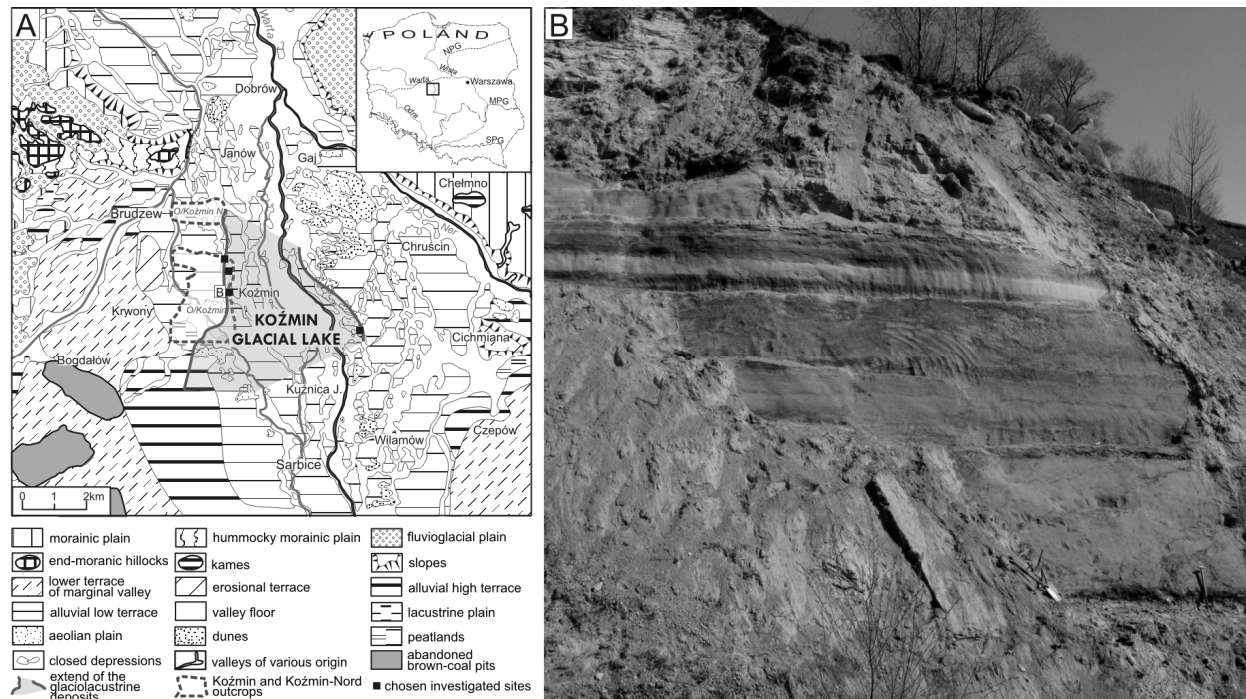 A
POLAND
NPG
Warta
Wisła
Warszawa
MPG
Odra
SPG
Warta
Dobrów
Janów
Gaj
Chełmno
Ner
Brudzew
O/Koźmin N
Chruścin
B
Koźmin
Krwony
O/Koźmin
KOŹMIN
GLACIAL LAKE
Cichmiana
Bogdałów
Kuźnica J.
Czepów
Wilamów
Sarbice
0 1 2km
morainic plain
hummocky morainic plain
fluvioglacial plain
end-moranic hillocks
kames
slopes
lower terrace
of marginal valley
erosional terrace
alluvial high terrace
alluvial low terrace
valley floor
lacustrine plain
aeolian plain
dunes
peatlands
closed depressions
valleys of various origin
abandoned
brown-coal pits
extend of the
glaciolacustrine
deposits
Koźmin and Koźmin-Nord
outcrops
chosen investigated sites
B